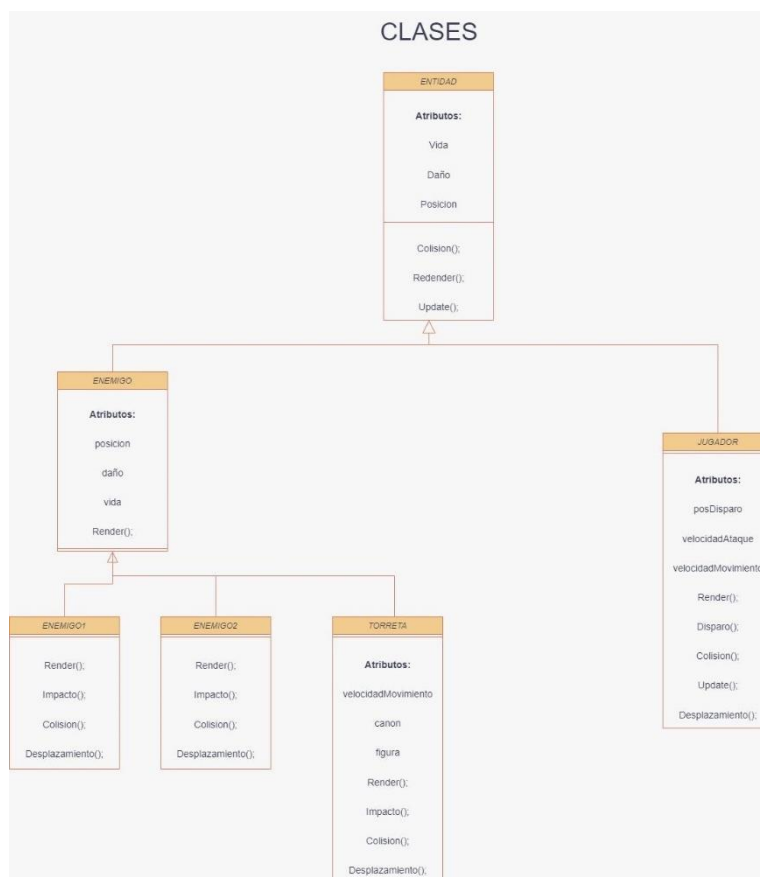 CLASES
ENTIDAD
Atributos:
Vida
Daño
Posicion
Colision();
Redender();
Update();
ENEMIGO
Atributos:
posicion
daño
vida
Render();
JUGADOR
Atributos:
posDisparo
velocidadAtaque
velocidadMovimiento
Render();
Disparo();
Colision();
Update();
Desplazamiento();
ENEMIGO1
Render();
Impacto();
Colision();
Desplazamiento();
ENEMIGO2
Render();
Impacto();
Colision();
Desplazamiento();
TORRETA
Atributos:
velocidadMovimiento
canon
figura
Render();
Impacto();
Colision();
Desplazamiento();